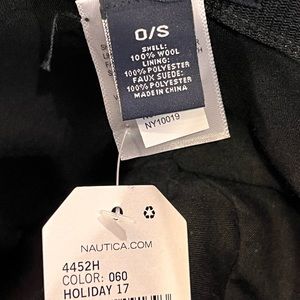 O/S
SHELL:
100% WOOL
LINING:
100% POLYESTER
FAUX SUEDE:
100% POLYESTER
MADE IN CHINA
NY10019
NAUTICA.COM
4452H
COLOR: 060
HOLIDAY 17